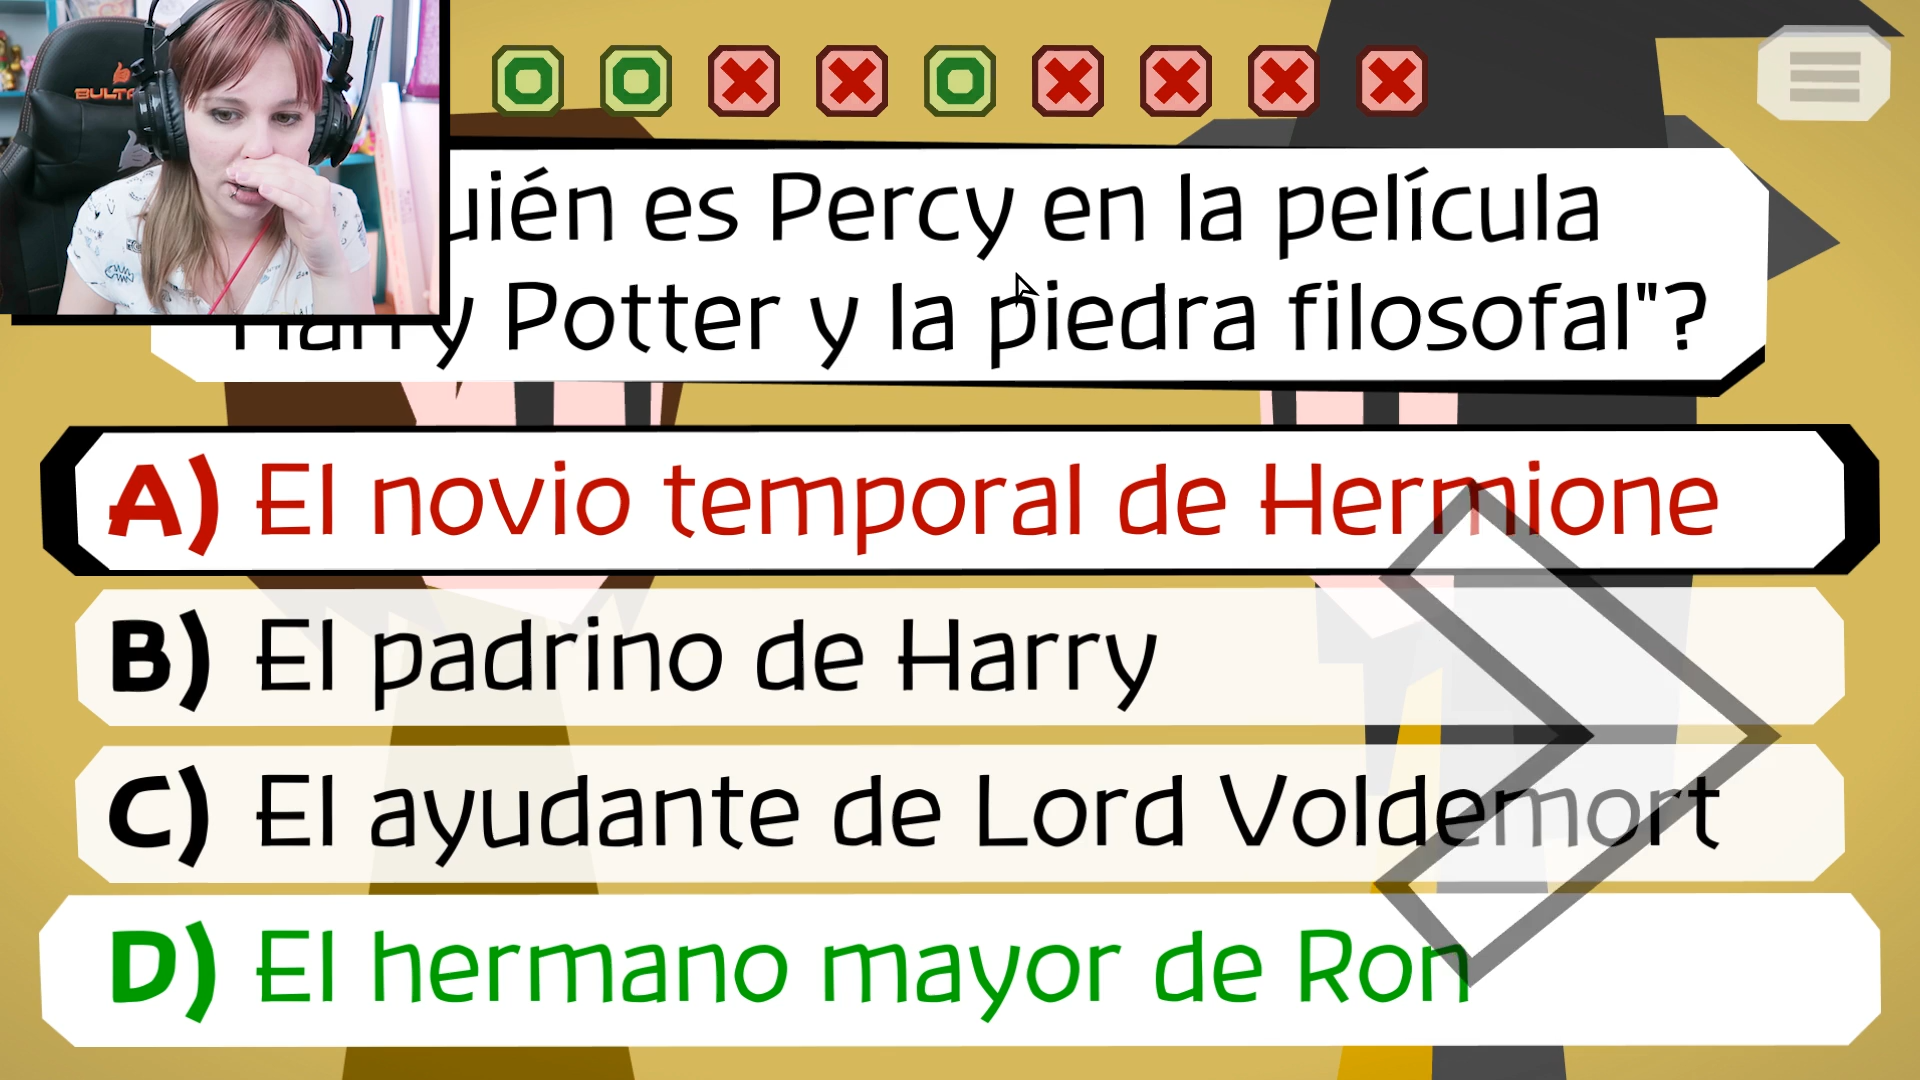 es Percy en la película
Potter y la piedra filosofal"?
A) El novio temporal de Hermione
B) El padrino de Harry
C) El ayudante de Lord Voldemort
D) El hermano mayor de Ron